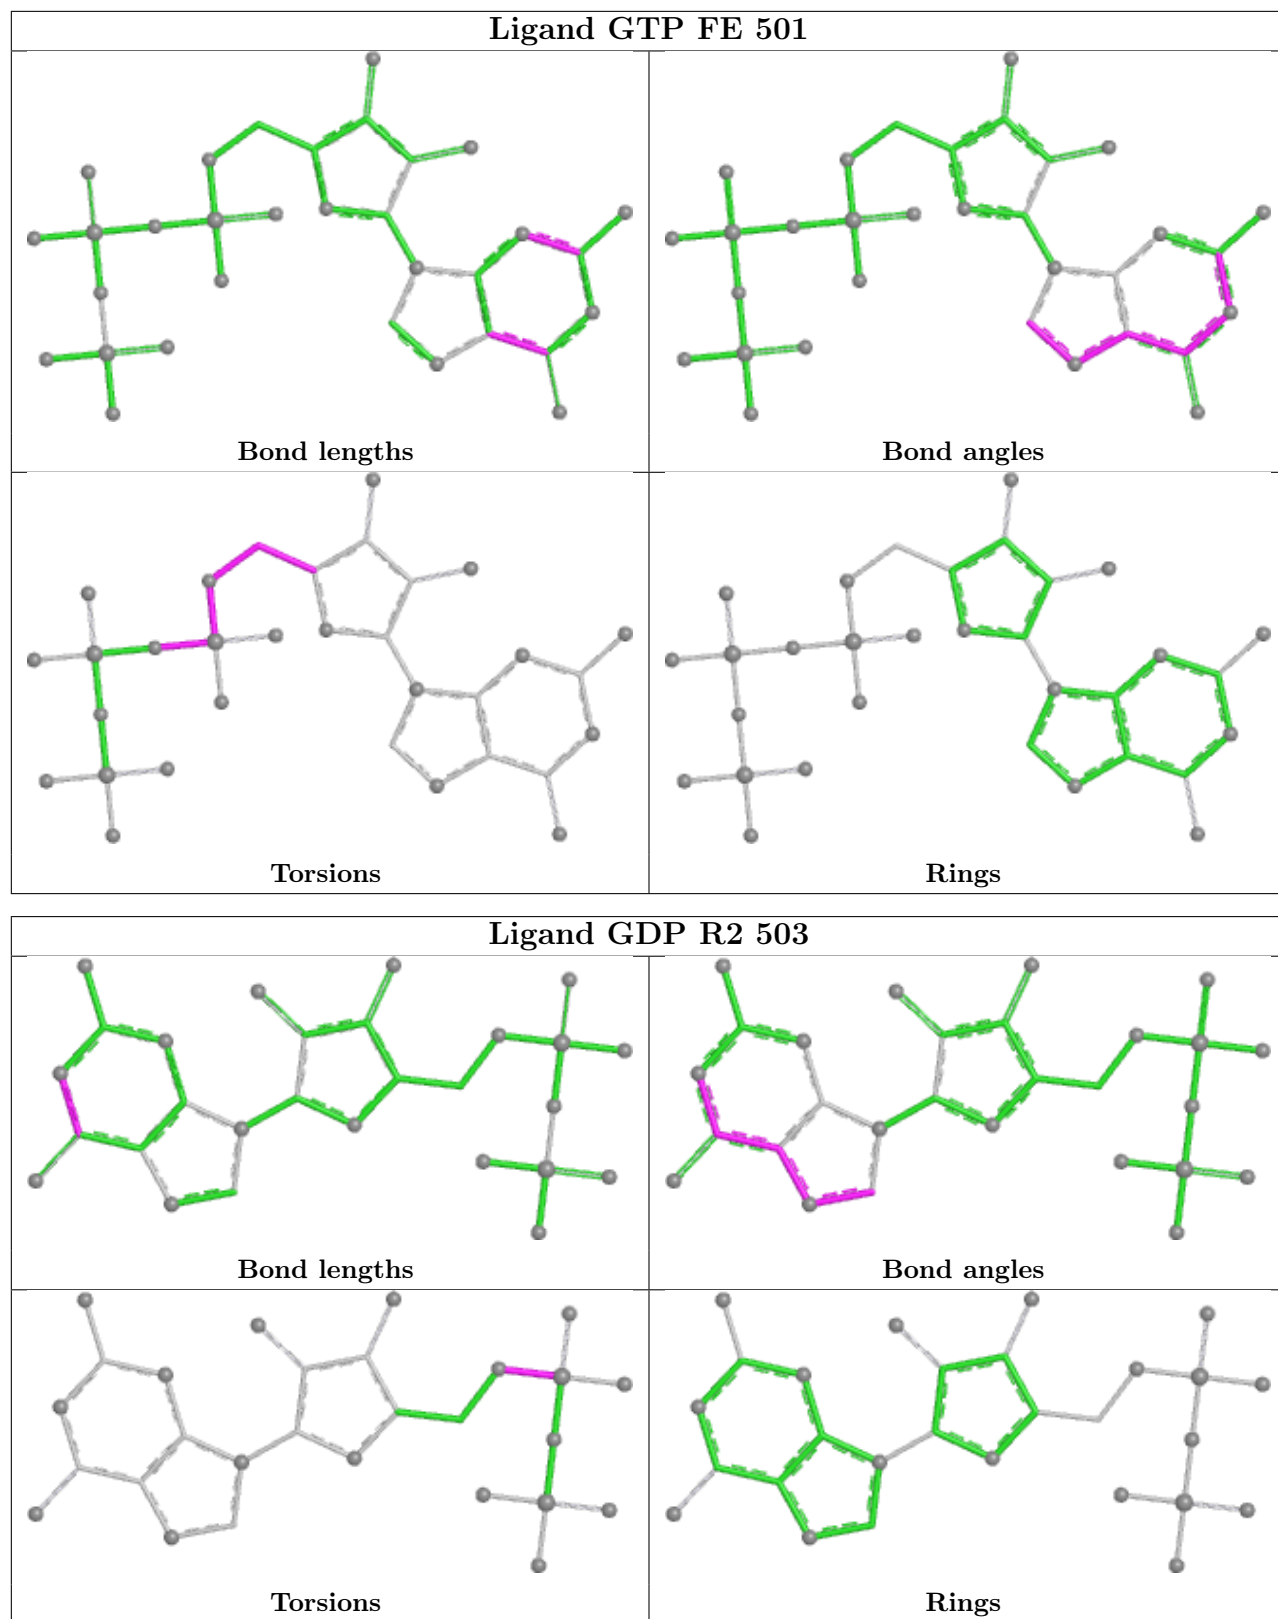 Ligand GTP FE 501
Bond lengths
Bond angles
Torsions
Rings
Ligand GDP R2 503
Bond lengths
Bond angles
Torsions
Rings